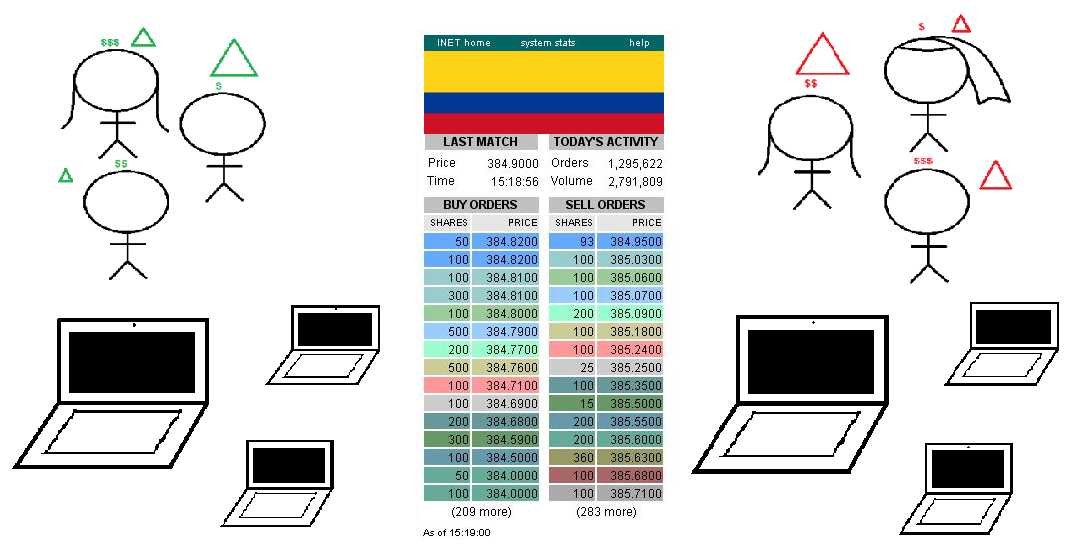 $$$
$
$$
INET home system stats help
LAST MATCH TODAY'S ACTIVITY
Price 384.9000 Orders 1,295,622
Time 15:18:56 Volume 2,791,809
BUY ORDERS SELL ORDERS
SHARES PRICE SHARES PRICE
50 384.8200 93 384.9500
100 384.8200 100 385.0300
100 384.8100 100 385.0600
300 384.8100 100 385.0700
100 384.8000 200 385.0900
500 384.7900 100 385.1800
200 384.7700 100 385.2400
500 384.7600 25 385.2500
100 384.7100 100 385.3500
100 384.6900 15 385.5000
200 384.6800 200 385.5500
300 384.5900 200 385.6000
100 384.5000 360 385.6300
50 384.0000 100 385.6800
100 384.0000 100 385.7100
(209 more) (283 more)
As of 15:19:00
$
$$
$$$